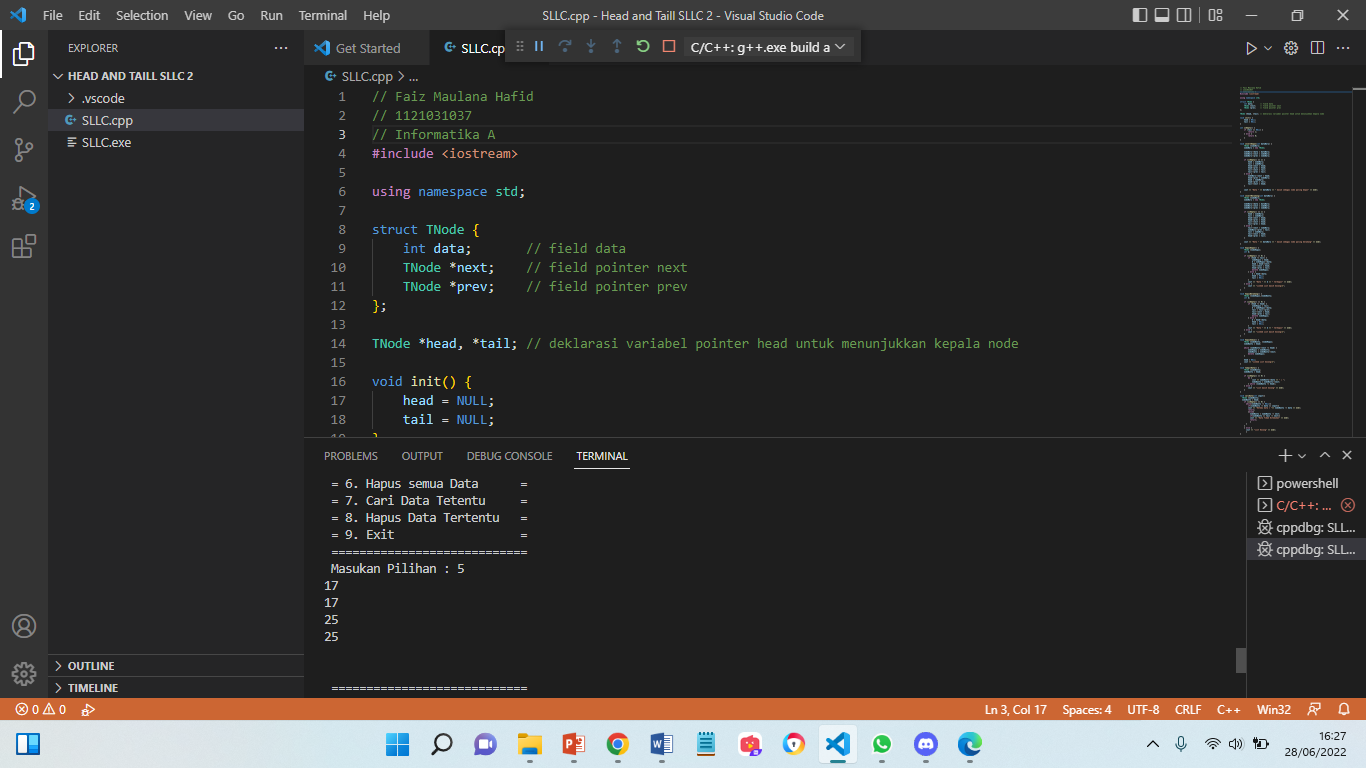 File Edit Selection View Go Run Terminal Help
SLLC.cpp - Head and Taill SLLC 2 - Visual Studio Code
EXPLORER
HEAD AND TAILL SLLC 2
.vscode
SLLC.cpp
SLLC.exe
OUTLINE
TIMELINE
2
Get Started
SLLC.cp
C/C++: g++.exe build a
SLLC.cpp > ...
1 // Faiz Maulana Hafid
2 // 1121031037
3 // Informatika A
4 #include <iostream>
5
6 using namespace std;
7
8 struct TNode {
9 int data; // field data
10 TNode *next; // field pointer next
11 TNode *prev; // field pointer prev
12 };
13
14 TNode *head, *tail; // deklarasi variabel pointer head untuk menunjukkan kepala node
15
16 void init() {
17 head = NULL;
18 tail = NULL;
PROBLEMS OUTPUT DEBUG CONSOLE TERMINAL
= 6. Hapus semua Data =
= 7. Cari Data Tetentu =
= 8. Hapus Data Tertentu =
= 9. Exit =
============================
Masukan Pilihan : 5
17
17
25
25
============================
powershell
C/C++: ...
cppdbg: SLL...
cppdbg: SLL...
0 0
Ln 3, Col 17 Spaces: 4 UTF-8 CRLF C++ Win32
16:27
28/06/2022